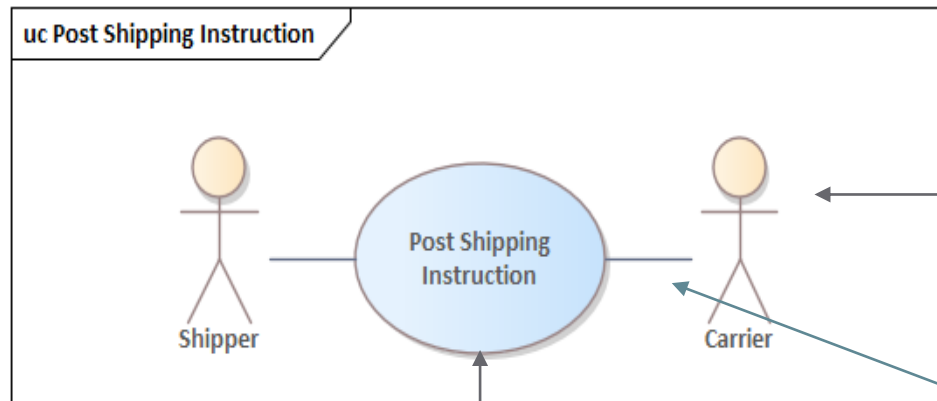 uc Post Shipping Instruction
Post Shipping
Instruction
Shipper
Carrier